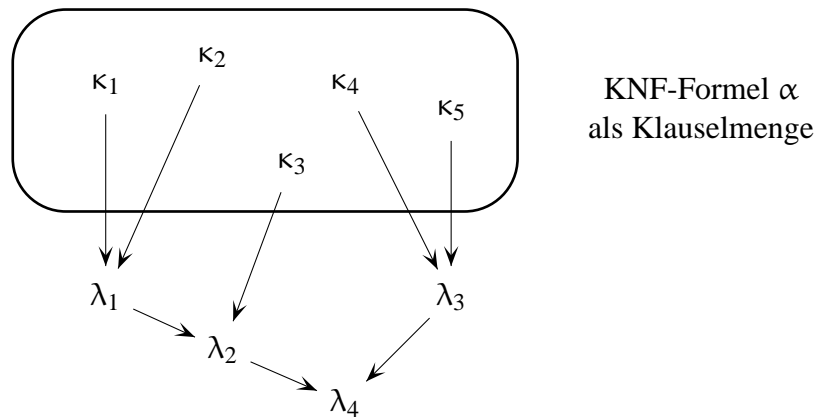 κ₂
κ₁
κ₄
κ₅
κ₃
KNF-Formel α
als Klauselmenge
λ₁
λ₃
λ₂
λ₄